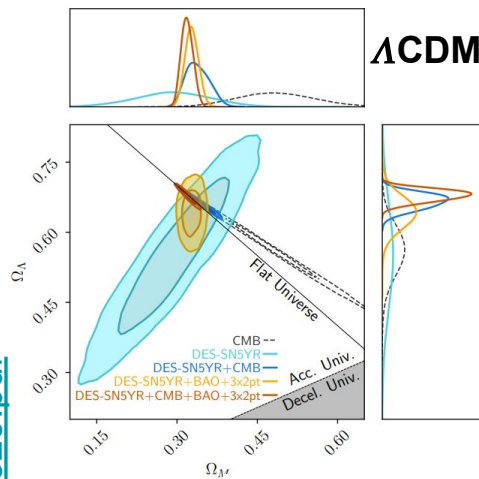 ΛCDM
0.75
0.60
0.45
0.30
Ω_Λ
Flat Universe
CMB
DES-SN5YR
DES-SN5YR+CMB
DES-SN5YR+BAO+3x2pt
DES-SN5YR+CMB+BAO+3x2pt
Acc. Univ.
Decel. Univ.
0.15
0.30
0.45
0.60
Ω_M